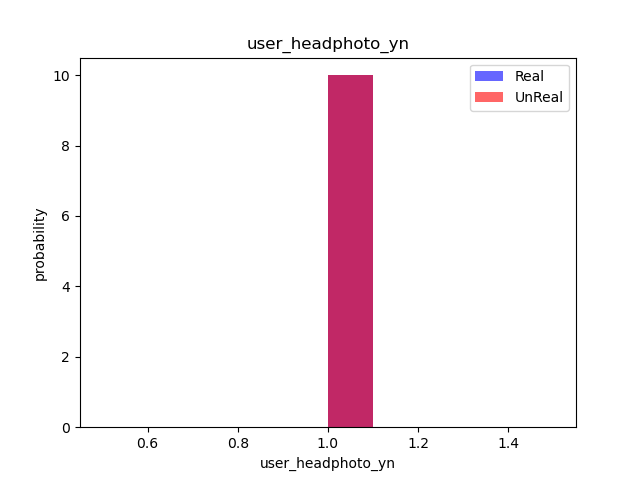 user_headphoto_yn
Real
UnReal
10
8
6
4
2
0
probability
0.6 0.8 1.0 1.2 1.4
user_headphoto_yn